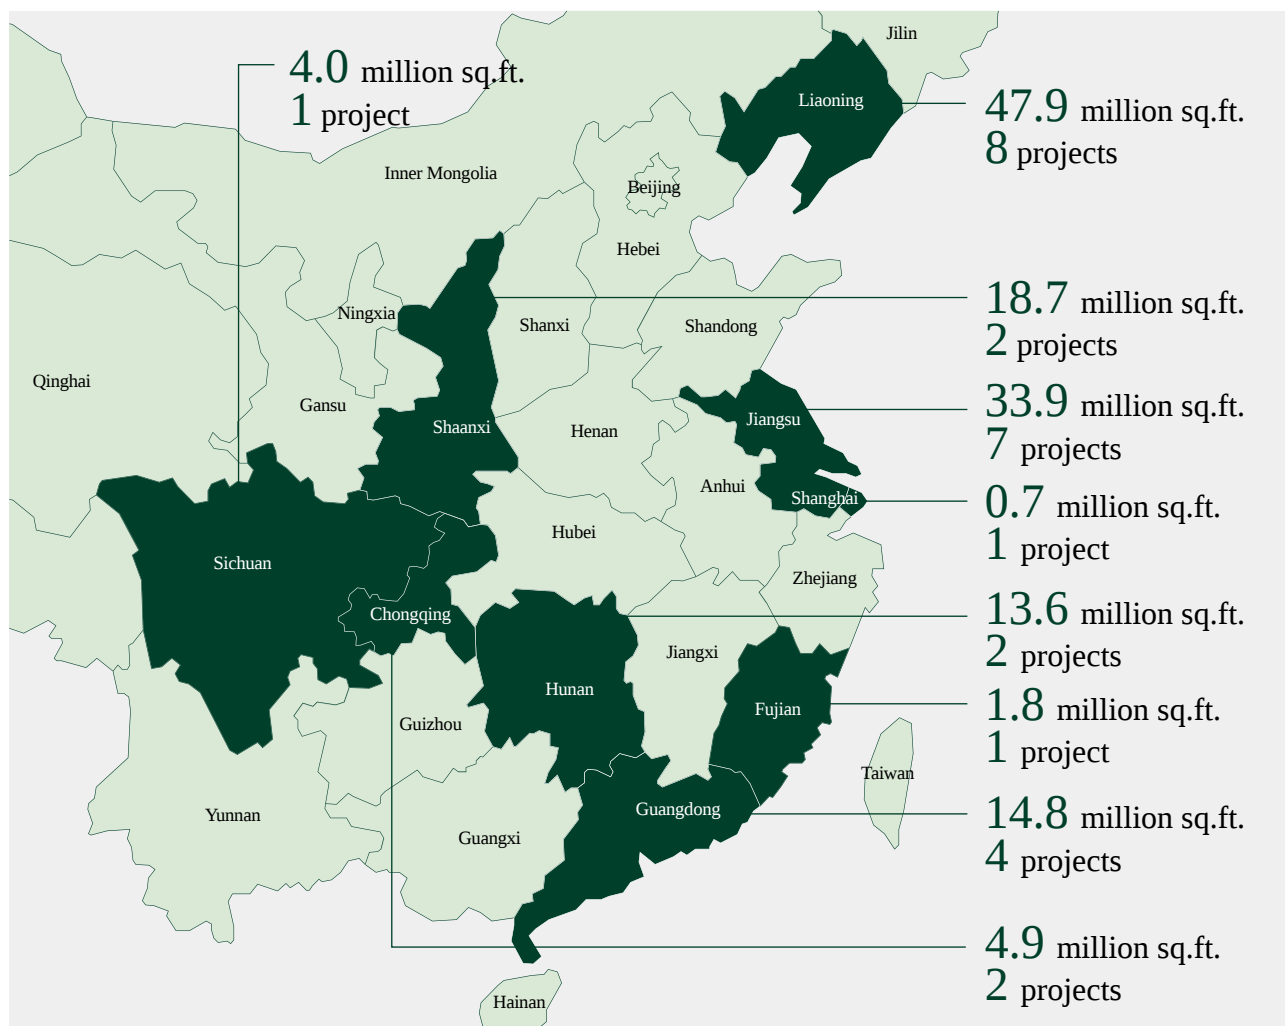 Jilin
4.0 million sq.ft.
1 project
Liaoning
47.9 million sq.ft.
8 projects
Inner Mongolia
Beijing
Hebei
18.7 million sq.ft.
2 projects
Ningxia
Shanxi
Shandong
Qinghai
Gansu
33.9 million sq.ft.
7 projects
Shaanxi
Henan
Jiangsu
Anhui
Shanghai
0.7 million sq.ft.
1 project
Hubei
Sichuan
Zhejiang
Chongqing
13.6 million sq.ft.
2 projects
Jiangxi
Hunan
Fujian
1.8 million sq.ft.
1 project
Guizhou
Taiwan
Yunnan
Guangdong
14.8 million sq.ft.
4 projects
Guangxi
4.9 million sq.ft.
2 projects
Hainan